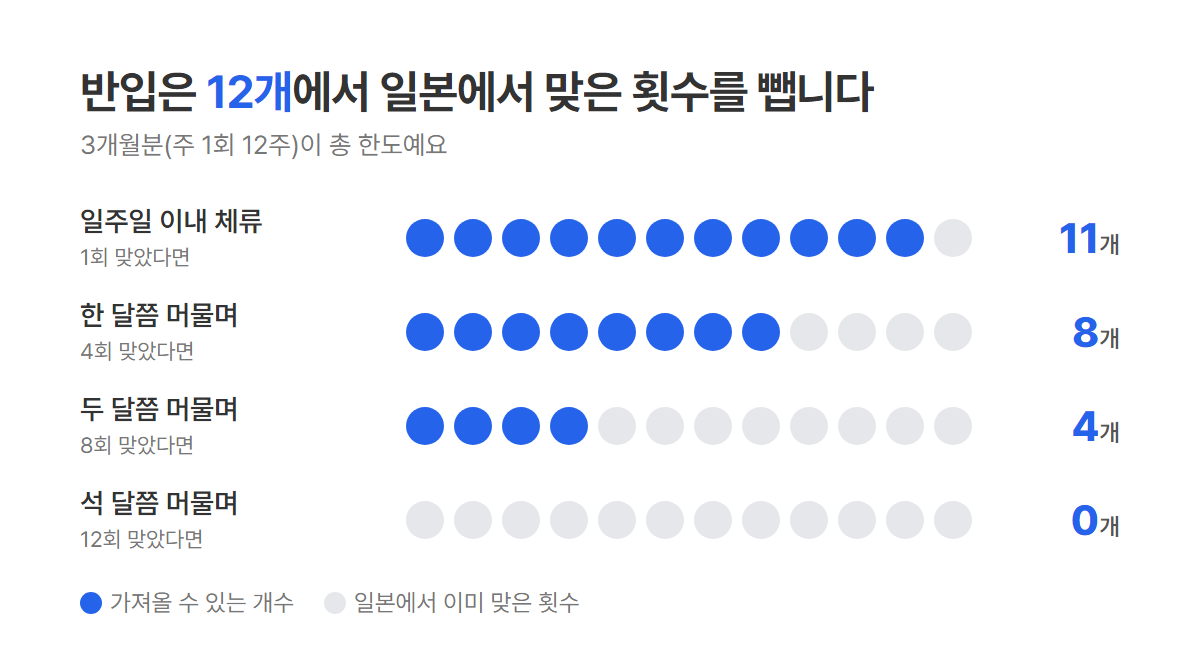 반입은 12개에서 일본에서 맞은 횟수를 뺍니다
3개월분(주 1회 12주)이 총 한도예요
일주일 이내 체류
1회 맞았다면
11개
한 달쯤 머물며
4회 맞았다면
8개
두 달쯤 머물며
8회 맞았다면
4개
석 달쯤 머물며
12회 맞았다면
0개
가져올 수 있는 개수
일본에서 이미 맞은 횟수